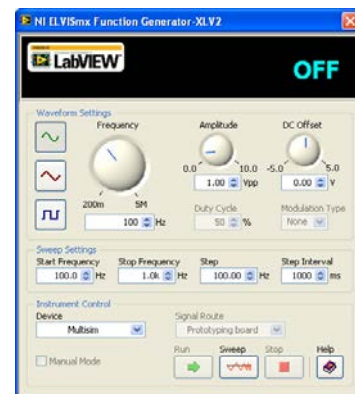 NI ELVISmx Function Generator-XLV2
LabVIEW
OFF
Waveform Settings
Frequency Amplitude DC Offset
0.0 10.0 -5.0 5.0
200m 5M 1.00 Vpp 0.00 V
Duty Cycle Modulation Type
100 Hz 50 % None
Sweep Settings
Start Frequency Stop Frequency Step Step Interval
100.0 Hz 1.0k Hz 100.00 Hz 1000 ms
Instrument Control
Device Signal Route
Multisim Prototyping board
Run Sweep Stop Help
Manual Mode